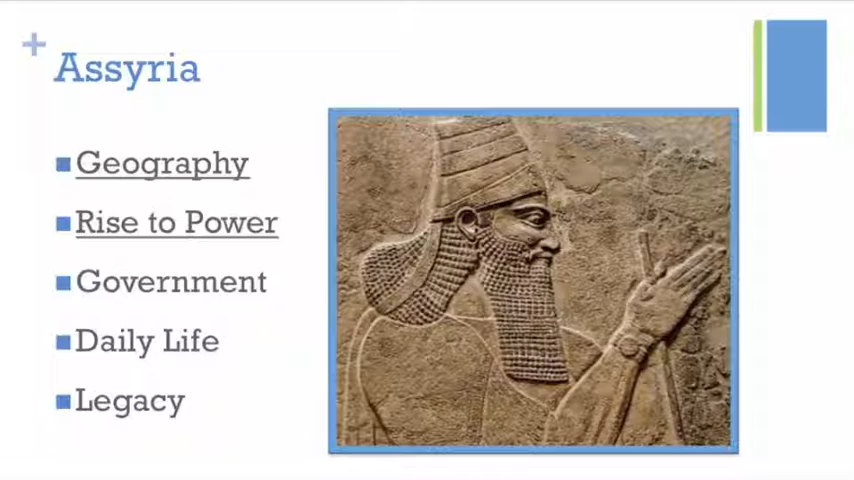 Assyria
Geography
Rise to Power
Government
Daily Life
Legacy